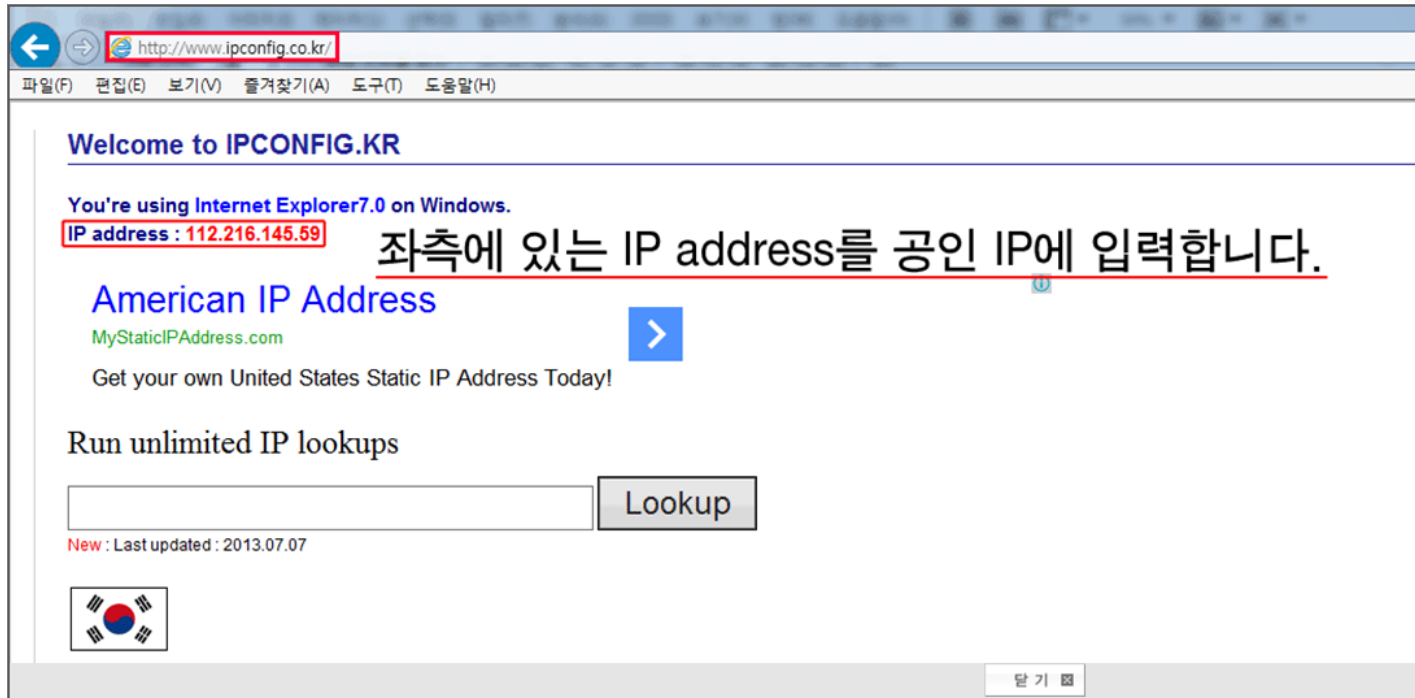 http://www.ipconfig.co.kr/
파일(F) 편집(E) 보기(V) 즐겨찾기(A) 도구(T) 도움말(H)
Welcome to IPCONFIG.KR
You're using Internet Explorer7.0 on Windows.
IP address : 112.216.145.59
좌측에 있는 IP address를 공인 IP에 입력합니다.
American IP Address
MyStaticIPAddress.com
Get your own United States Static IP Address Today!
Run unlimited IP lookups
Lookup
New : Last updated : 2013.07.07
닫 기